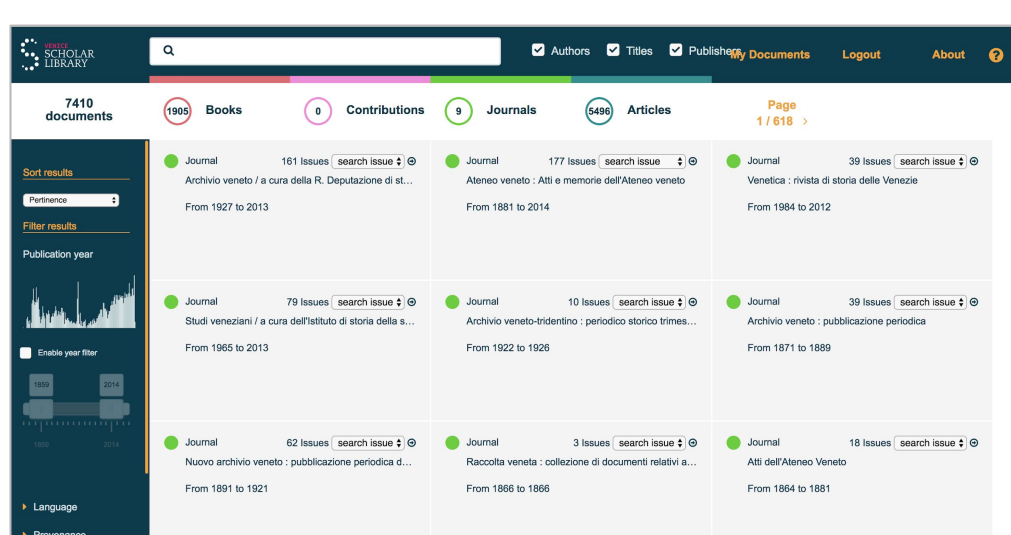 VENICE
SCHOLAR
LIBRARY
Authors Titles Publishers
My Documents Logout About ?
7410
documents
1905 Books 0 Contributions 9 Journals 5496 Articles
Page
1 / 618 >
Sort results
Pertinence
Filter results
Publication year
Enable year filter
1859 2014
1859 2014
Language
Provenance
Journal 161 Issues search issue
Archivio veneto / a cura della R. Deputazione di st...
From 1927 to 2013
Journal 177 Issues search issue
Ateneo veneto : Atti e memorie dell'Ateneo veneto
From 1881 to 2014
Journal 39 Issues search issue
Venetica : rivista di storia delle Venezie
From 1984 to 2012
Journal 79 Issues search issue
Studi veneziani / a cura dell'Istituto di storia della s...
From 1965 to 2013
Journal 10 Issues search issue
Archivio veneto-tridentino : periodico storico trimes...
From 1922 to 1926
Journal 39 Issues search issue
Archivio veneto : pubblicazione periodica
From 1871 to 1889
Journal 62 Issues search issue
Nuovo archivio veneto : pubblicazione periodica d...
From 1891 to 1921
Journal 3 Issues search issue
Raccolta veneta : collezione di documenti relativi a...
From 1866 to 1866
Journal 18 Issues search issue
Atti dell'Ateneo Veneto
From 1864 to 1881